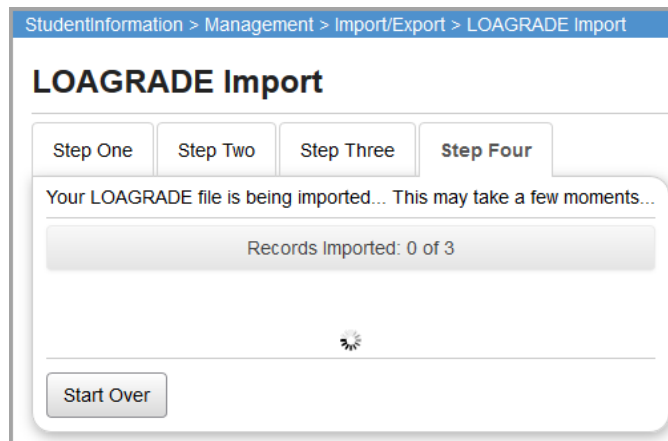 StudentInformation > Management > Import/Export > LOAGRADE Import
LOAGRADE Import
Step One
Step Two
Step Three
Step Four
Your LOAGRADE file is being imported... This may take a few moments...
Records Imported: 0 of 3
Start Over